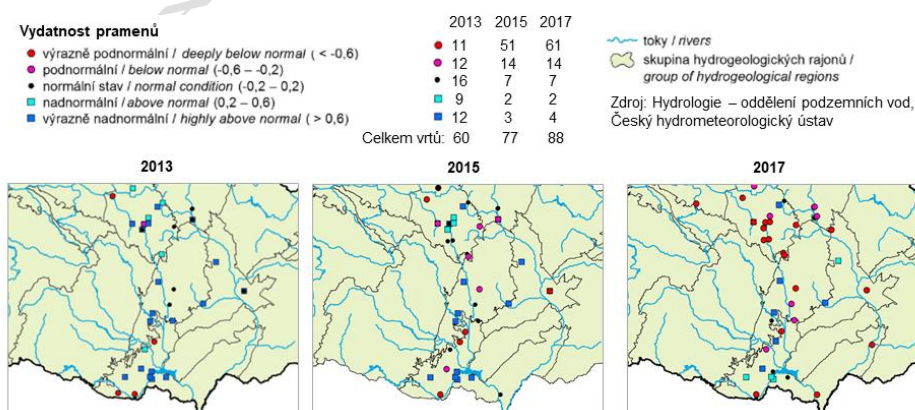 Vydatnost pramenů
výrazně podnormální / deeply below normal ( < -0,6)
podnormální / below normal (-0,6 – -0,2)
normální stav / normal condition (-0,2 – 0,2)
nadnormální / above normal (0,2 – 0,6)
výrazně nadnormální / highly above normal ( > 0,6)
2013 2015 2017
11 51 61
12 14 14
16 7 7
9 2 2
12 3 4
Celkem vrtů: 60 77 88
toky / rivers
skupina hydrogeologických rajonů /
group of hydrogeological regions
Zdroj: Hydrologie – oddělení podzemních vod,
Český hydrometeorologický ústav
2013
2015
2017